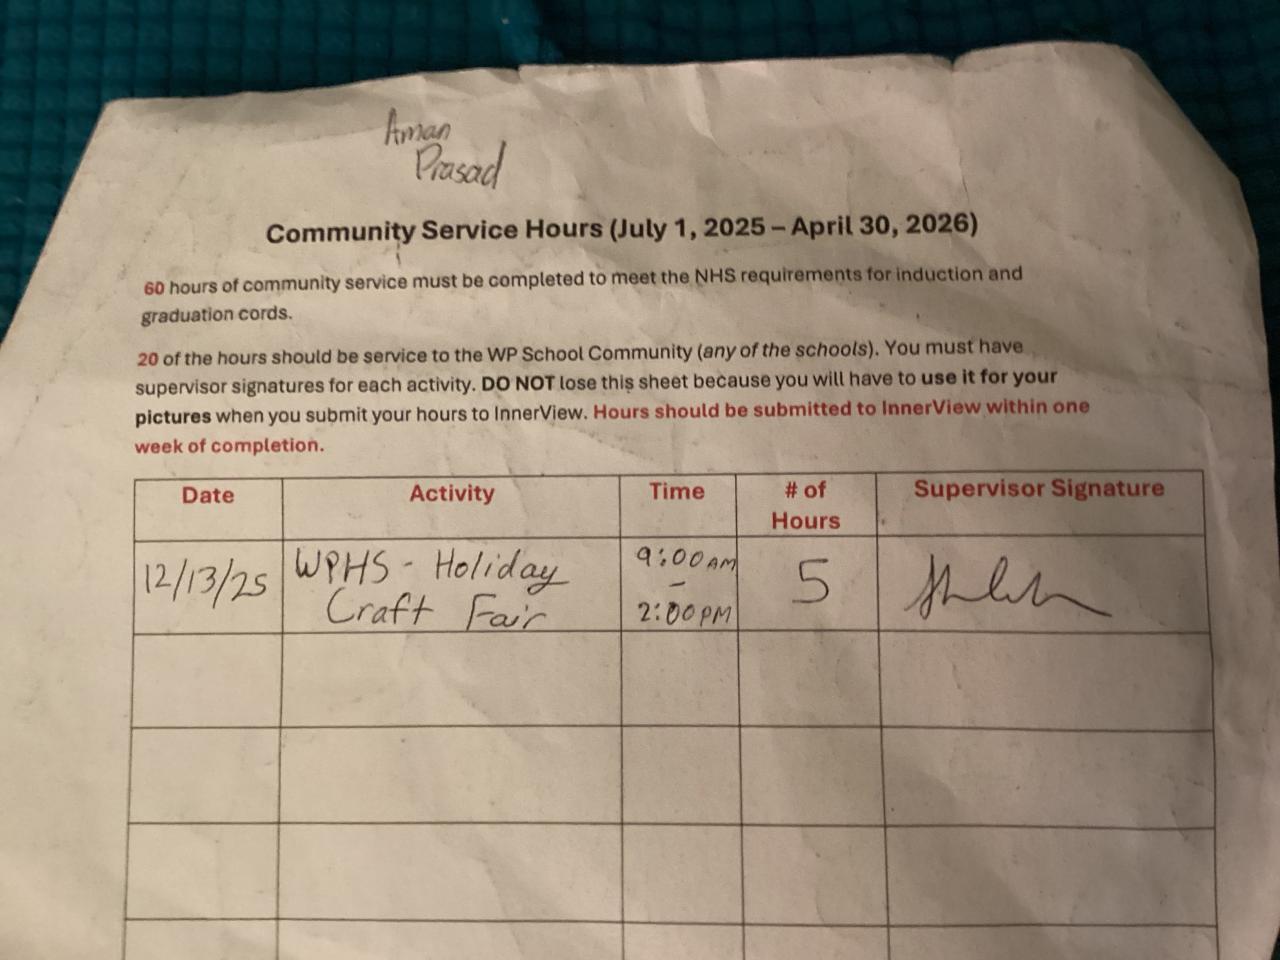 Aman
Prasad
Community Service Hours (July 1, 2025 – April 30, 2026)
60 hours of community service must be completed to meet the NHS requirements for induction and
graduation cords.
20 of the hours should be service to the WP School Community (any of the schools). You must have
supervisor signatures for each activity. DO NOT lose this sheet because you will have to use it for your
pictures when you submit your hours to InnerView. Hours should be submitted to InnerView within one
week of completion.
Date Activity Time # of Hours Supervisor Signature
12/13/25 WPHS - Holiday Craft Fair 9:00 AM - 2:00 PM 5